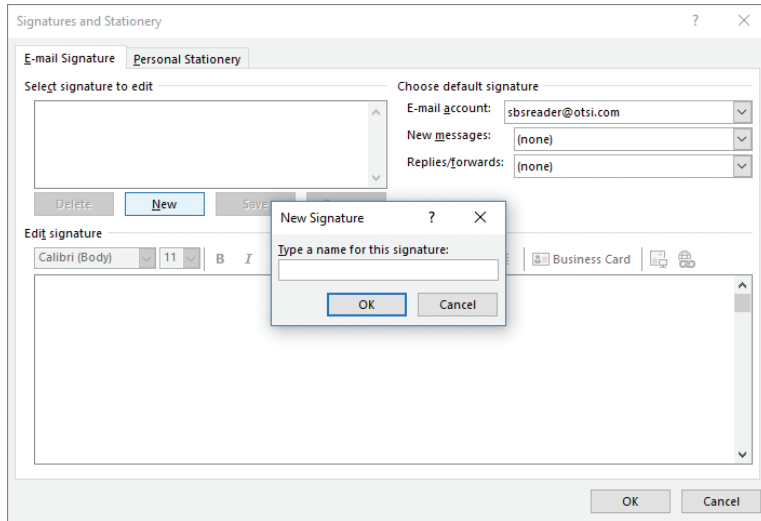 Signatures and Stationery
E-mail Signature Personal Stationery
Select signature to edit Choose default signature
E-mail account: sbsreader@otsi.com
New messages: (none)
Replies/forwards: (none)
Delete New Save
New Signature ?
Edit signature
Type a name for this signature:
Calibri (Body) 11 B I Business Card
OK Cancel
OK Cancel